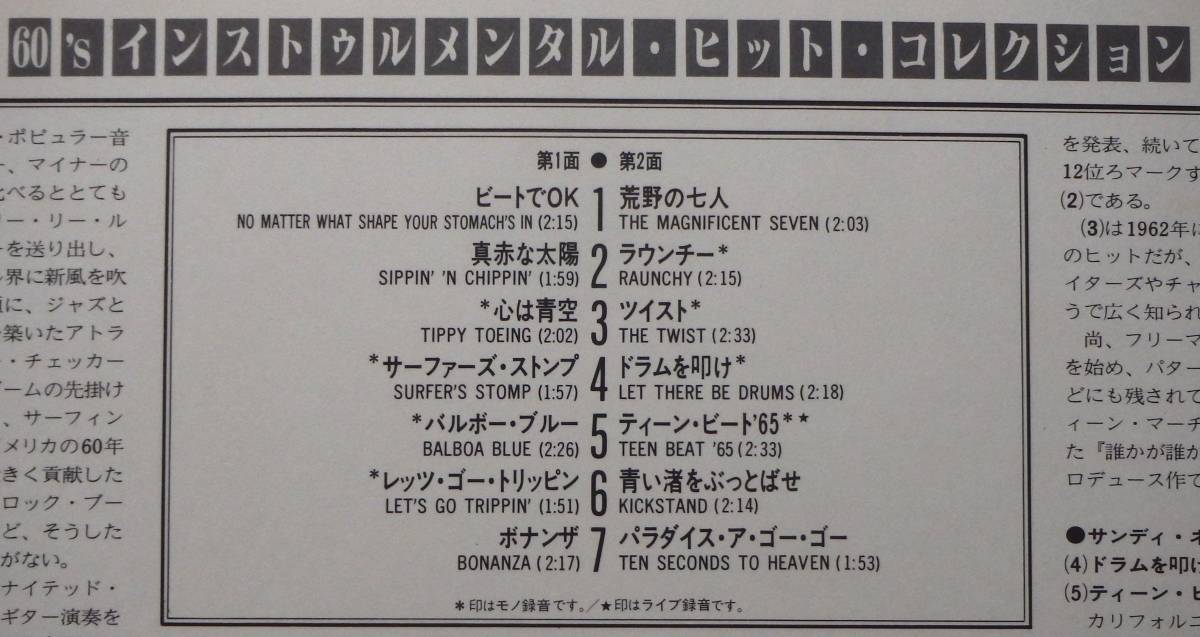 60'sインストゥルメンタル・ヒット・コレクション
・ポピュラー音
ー、マイナーの
比べるととても
リー・リー・ル
ーを送り出し、
ル界に新風を吹
頃に、ジャズと
を築いたアトラ
ー・チェッカー
ブームの先掛け
、サーフィン
メリカの60年
きく貢献した
ロック・ブー
ど、そうした
がない。
ナイテッド・
ギター演奏を
第1面 ● 第2面
ビートでOK 1 荒野の七人
NO MATTER WHAT SHAPE YOUR STOMACH'S IN (2:15) THE MAGNIFICENT SEVEN (2:03)
真赤な太陽 2 ラウンチー*
SIPPIN' 'N CHIPPIN' (1:59) RAUNCHY (2:15)
*心は青空 3 ツイスト*
TIPPY TOEING (2:02) THE TWIST (2:33)
*サーファーズ・ストンプ 4 ドラムを叩け*
SURFER'S STOMP (1:57) LET THERE BE DRUMS (2:18)
*バルボー・ブルー 5 ティーン・ビート'65*★
BALBOA BLUE (2:26) TEEN BEAT '65 (2:33)
*レッツ・ゴー・トリッピン 6 青い渚をぶっとばせ
LET'S GO TRIPPIN' (1:51) KICKSTAND (2:14)
ボナンザ 7 パラダイス・ア・ゴー・ゴー
BONANZA (2:17) TEN SECONDS TO HEAVEN (1:53)
*印はモノ録音です。/★印はライブ録音です。
を発表、続いて
12位ろマークす
(2)である。
(3)は1962年に
のヒットだが、
イターズやチャ
うで広く知られ
尚、フリーマ
を始め、パター
どにも残されて
ィーン・マーチ
た『誰かが誰か
ロデュース作で
●サンディ・ネ
(4)ドラムを叩け
(5)ティーン・ビ
カリフォルニ